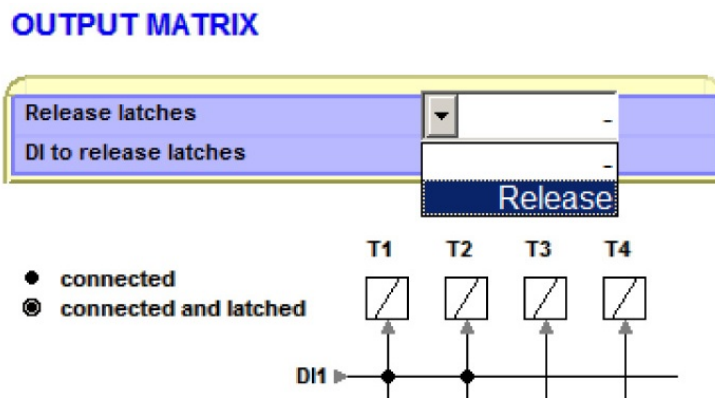 OUTPUT MATRIX
Release latches -
DI to release latches -
Release
T1 T2 T3 T4
connected
connected and latched
DI1